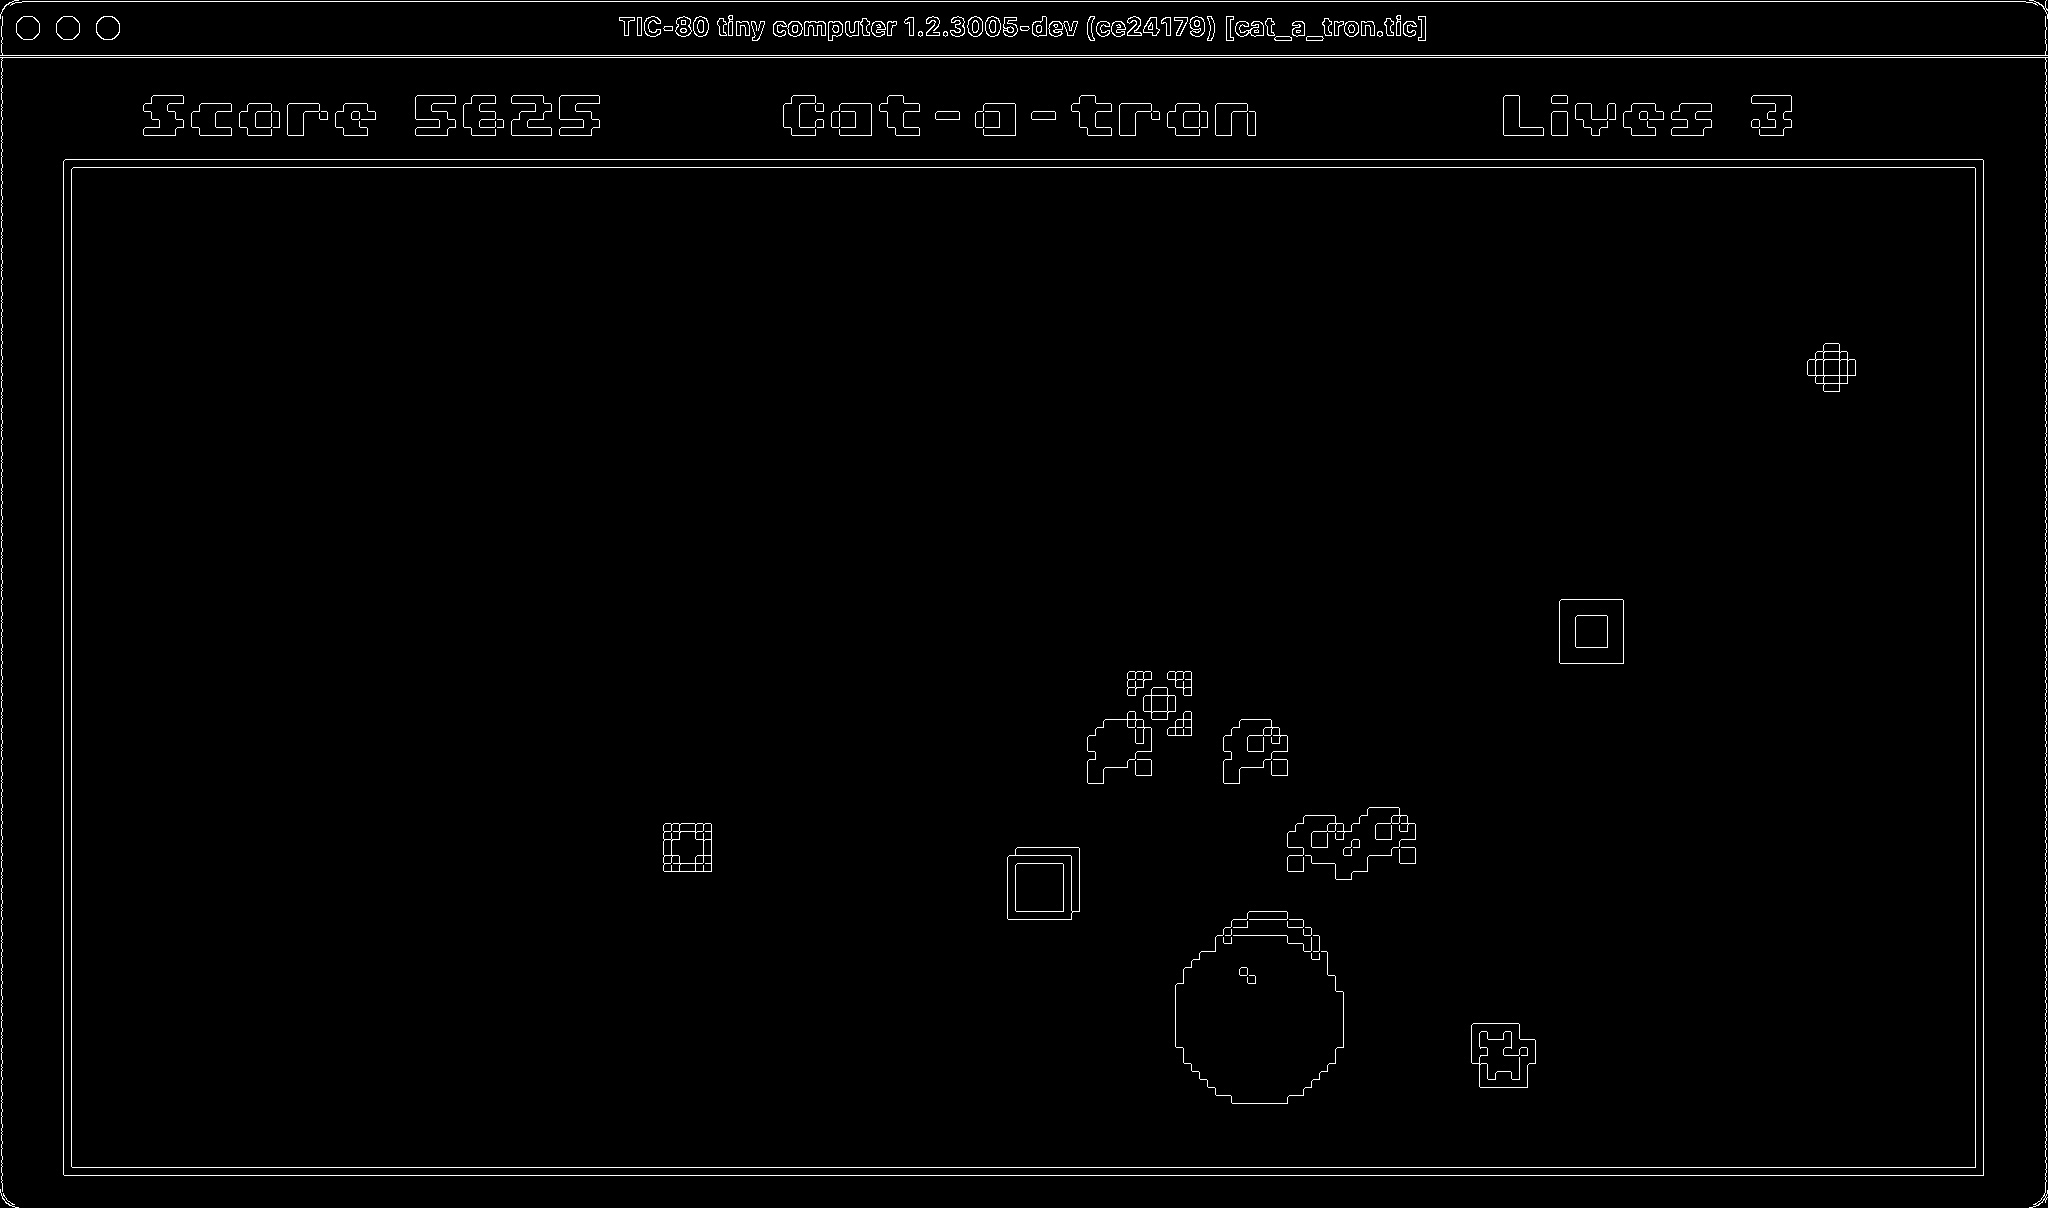 TIC-80 tiny computer 1.2.3005-dev (ce24179) [cat_a_tron.tic]
Score 5625 Cat-a-tron Lives 3